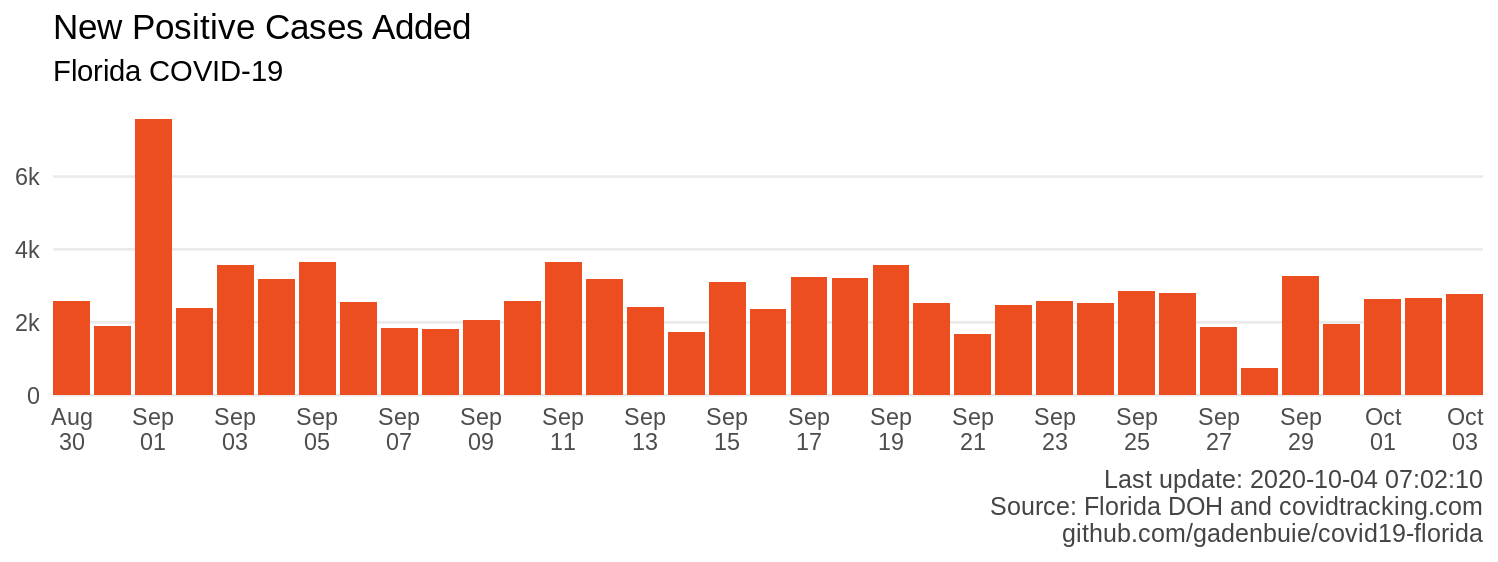 New Positive Cases Added
Florida COVID-19
6k
4k
2k
0
Aug Sep Sep Sep Sep Sep Sep Sep Sep Sep Sep Sep Sep Sep Sep Sep Oct Oct
30 01 03 05 07 09 11 13 15 17 19 21 23 25 27 29 01 03
Last update: 2020-10-04 07:02:10
Source: Florida DOH and covidtracking.com
github.com/gadenbuie/covid19-florida